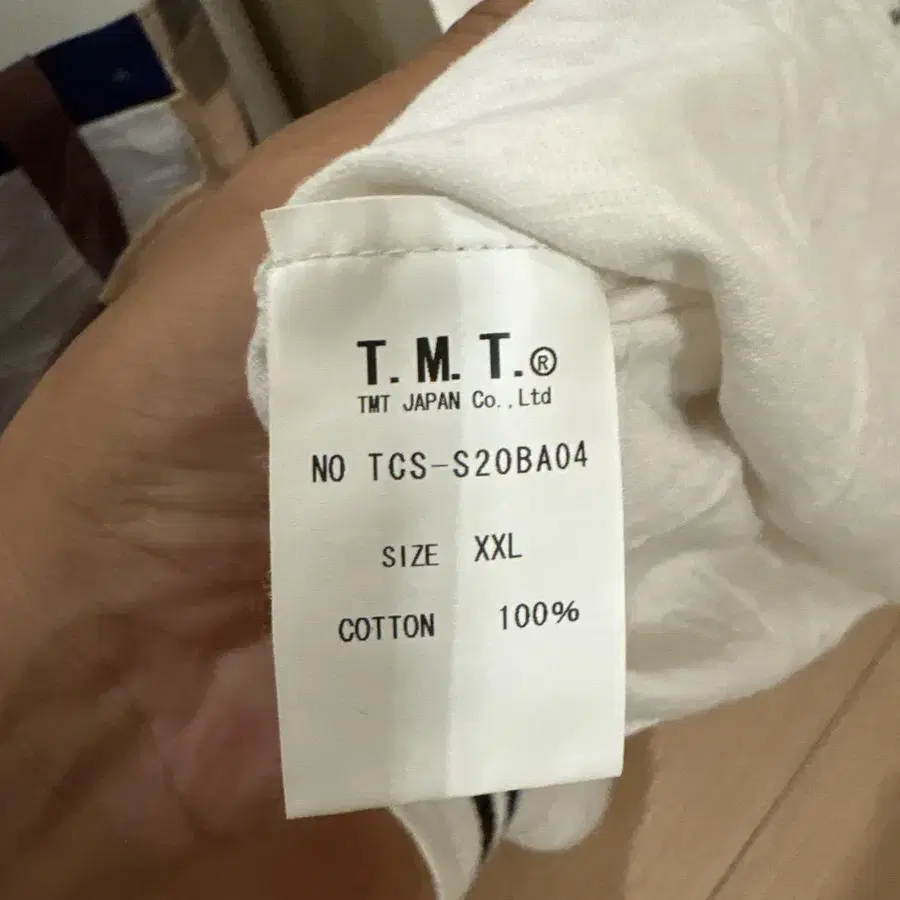 T.M.T.®
TMT JAPAN Co.,Ltd
NO TCS-S20BA04
SIZE XXL
COTTON 100%